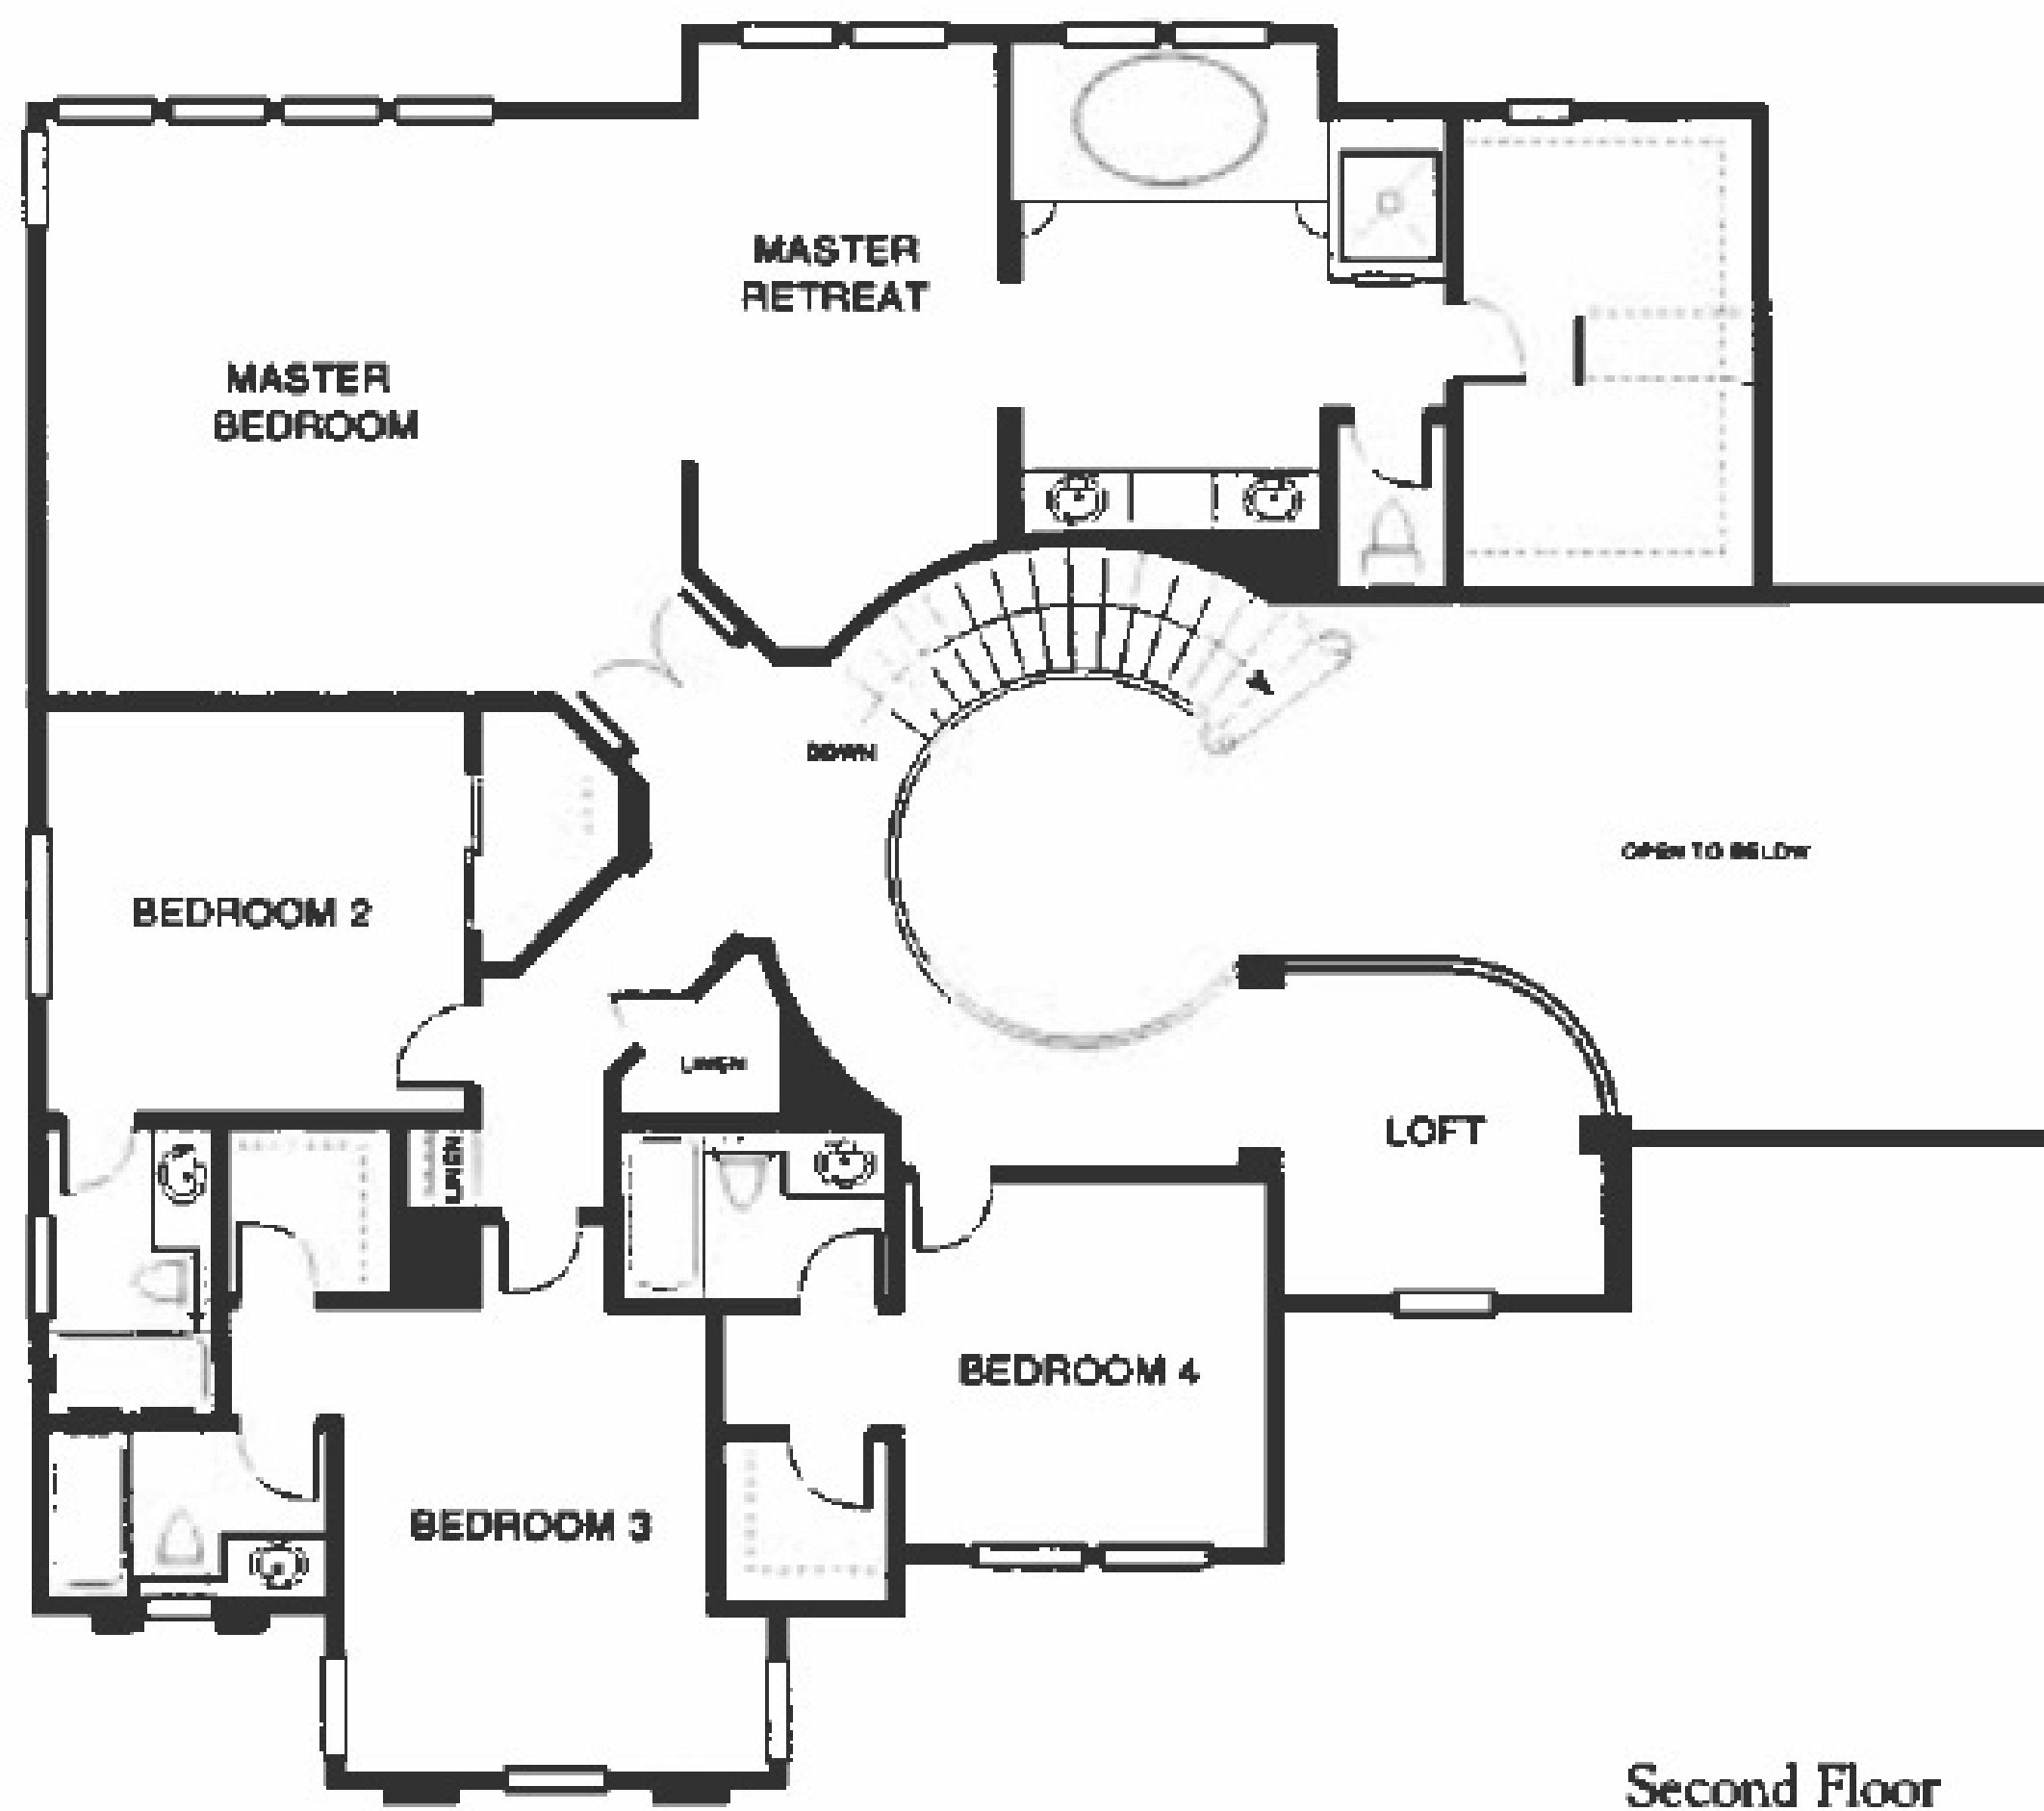 MASTER
RETREAT
MASTER
BEDROOM
DOWN
OPEN TO BELOW
BEDROOM 2
LINEN
LOFT
LINEN
BEDROOM 4
BEDROOM 3
Second Floor